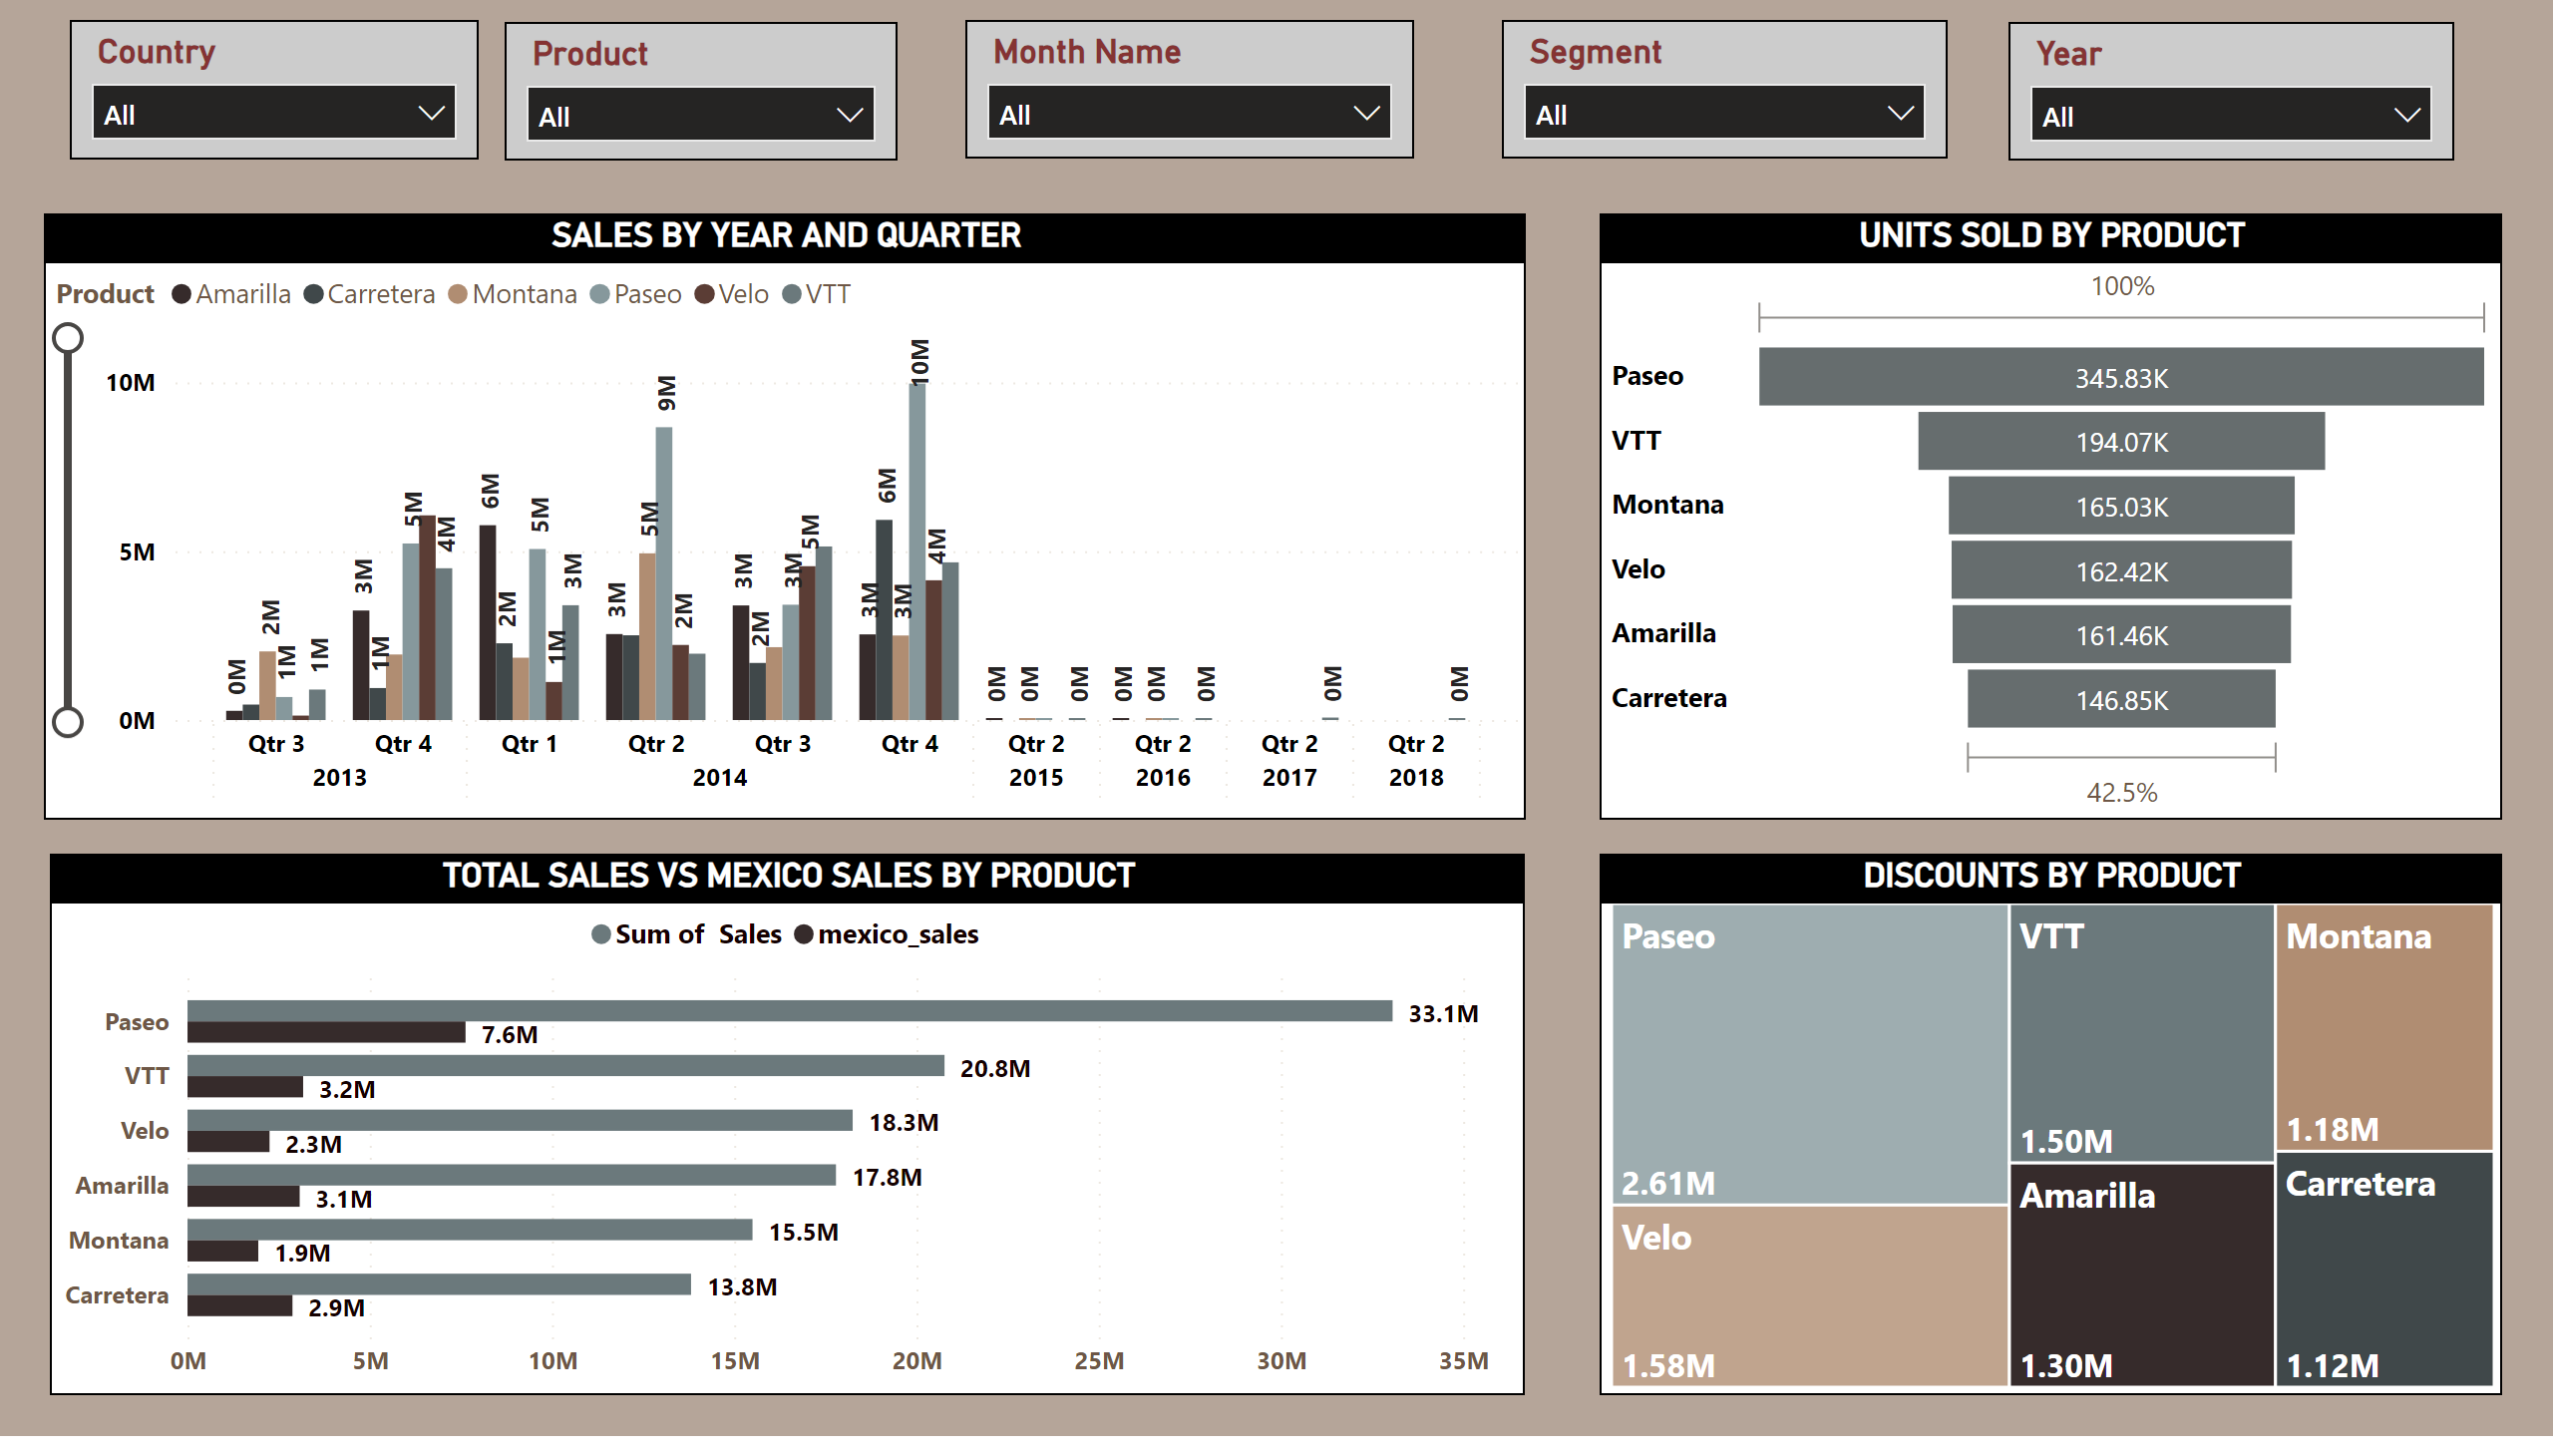 Country
All
Product
All
Month Name
All
Segment
All
Year
All
SALES BY YEAR AND QUARTER
Product Amarilla Carretera Montana Paseo Velo VTT
10M
5M
0M
0M 2M 1M 1M
3M 1M 5M 4M
6M 2M 5M 1M 3M
3M 5M 9M 2M
3M 2M 3M 5M
3M 6M 3M 10M 4M
0M 0M 0M
0M 0M 0M
0M
0M
Qtr 3 Qtr 4 Qtr 1 Qtr 2 Qtr 3 Qtr 4 Qtr 2 Qtr 2 Qtr 2 Qtr 2
2013 2014 2015 2016 2017 2018
UNITS SOLD BY PRODUCT
100%
Paseo 345.83K
VTT 194.07K
Montana 165.03K
Velo 162.42K
Amarilla 161.46K
Carretera 146.85K
42.5%
TOTAL SALES VS MEXICO SALES BY PRODUCT
Sum of  Sales mexico_sales
Paseo 33.1M
7.6M
VTT 20.8M
3.2M
Velo 18.3M
2.3M
Amarilla 17.8M
3.1M
Montana 15.5M
1.9M
Carretera 13.8M
2.9M
0M 5M 10M 15M 20M 25M 30M 35M
DISCOUNTS BY PRODUCT
Paseo
2.61M
Velo
1.58M
VTT
1.50M
Amarilla
1.30M
Montana
1.18M
Carretera
1.12M